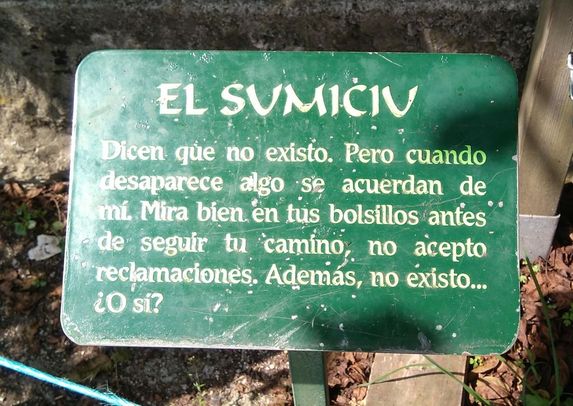 EL SUMICIU
Dicen que no existo. Pero cuando
desaparece algo se acuerdan de
mí. Mira bien en tus bolsillos antes
de seguir tu camino, no acepto
reclamaciones. Además, no existo...
¿O sí?